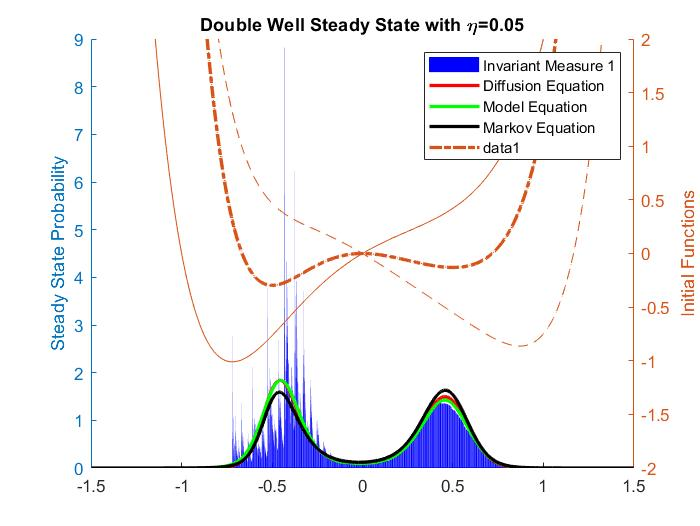 Double Well Steady State with η=0.05
Steady State Probability
9
8
7
6
5
4
3
2
1
0
Invariant Measure 1
Diffusion Equation
Model Equation
Markov Equation
data1
2
1.5
1
0.5
0
-0.5
-1
-1.5
-2
Initial Functions
-1.5 -1 -0.5 0 0.5 1 1.5